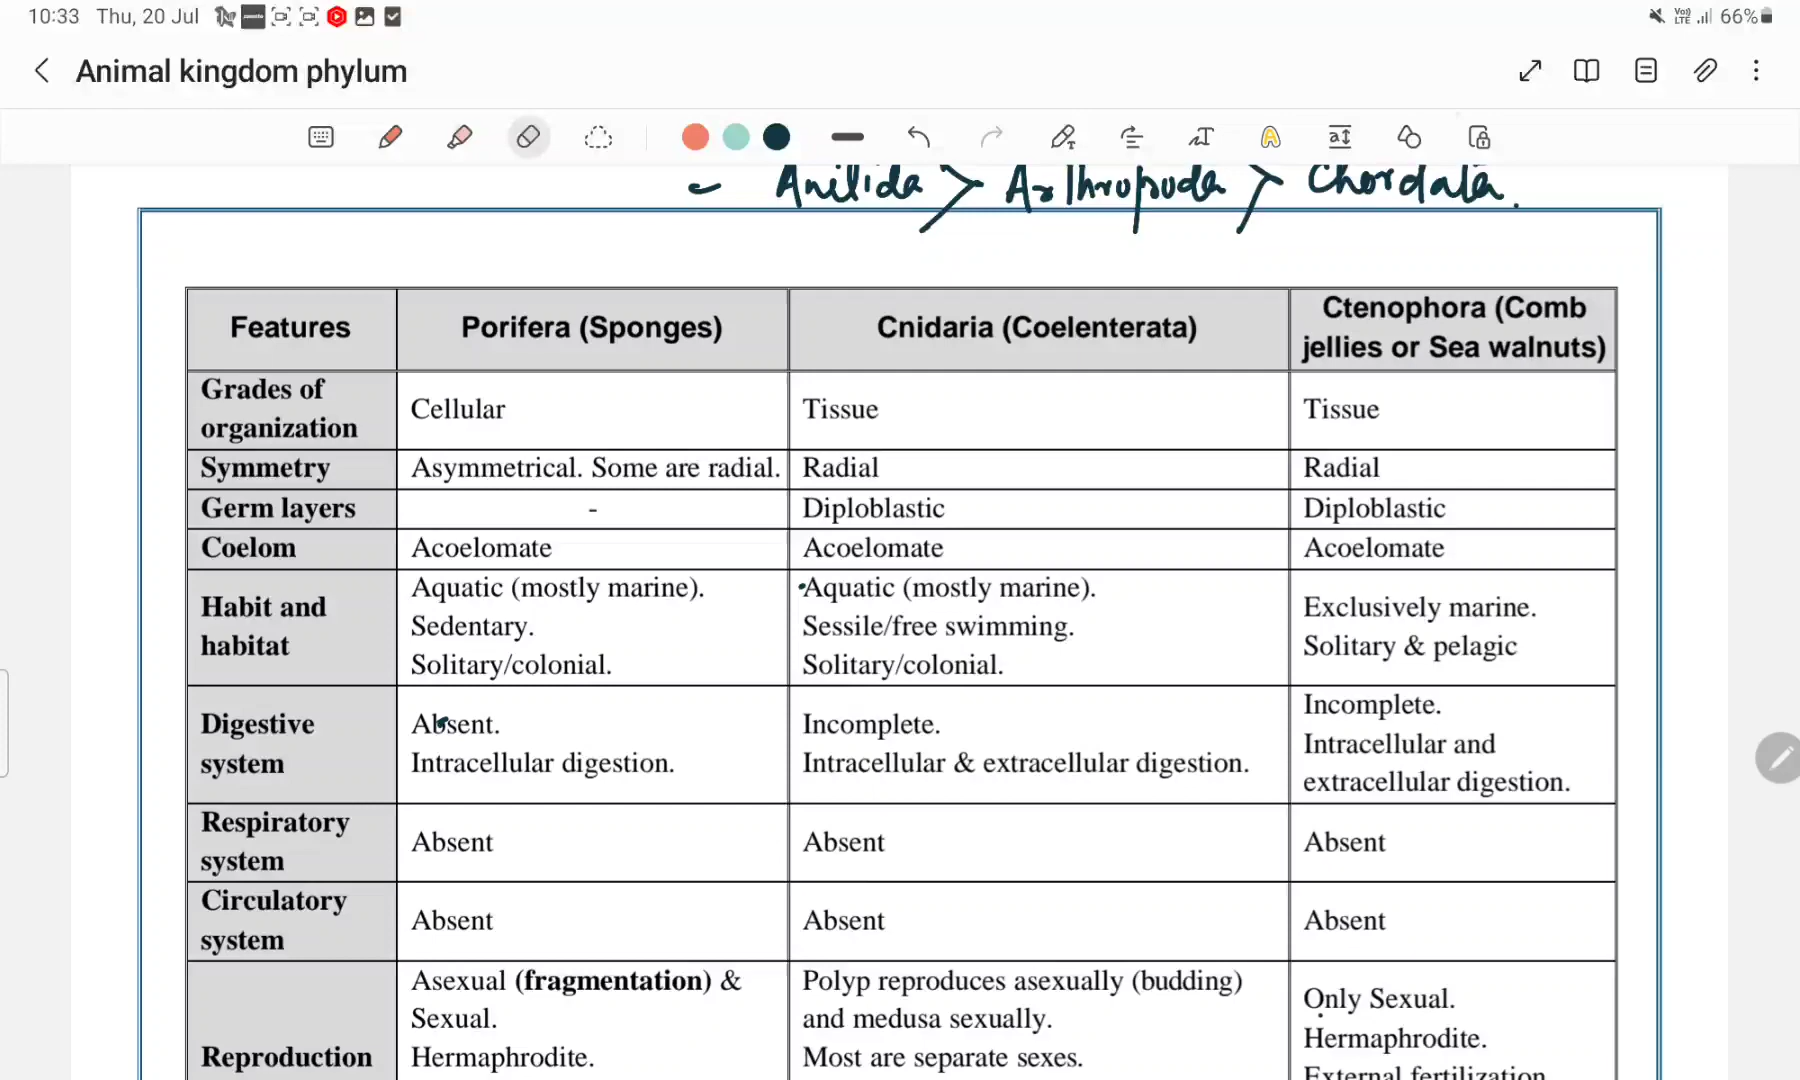 10:33 Thu, 20 Jul 66%
Animal kingdom phylum
Anilida > Arthropoda > Chordata.
Features Porifera (Sponges) Cnidaria (Coelenterata) Ctenophora (Comb
jellies or Sea walnuts)
Grades of
organization
Cellular
Tissue
Tissue
Symmetry
Asymmetrical. Some are radial.
Radial
Radial
Germ layers
-
Diploblastic
Diploblastic
Coelom
Acoelomate
Acoelomate
Acoelomate
Habit and
habitat
Aquatic (mostly marine).
Sedentary.
Solitary/colonial.
Aquatic (mostly marine).
Sessile/free swimming.
Solitary/colonial.
Exclusively marine.
Solitary & pelagic
Digestive
system
Absent.
Intracellular digestion.
Incomplete.
Intracellular & extracellular digestion.
Incomplete.
Intracellular and
extracellular digestion.
Respiratory
system
Absent
Absent
Absent
Circulatory
system
Absent
Absent
Absent
Reproduction
Asexual (fragmentation) &
Sexual.
Hermaphrodite.
Polyp reproduces asexually (budding)
and medusa sexually.
Most are separate sexes.
Only Sexual.
Hermaphrodite.
External fertilization